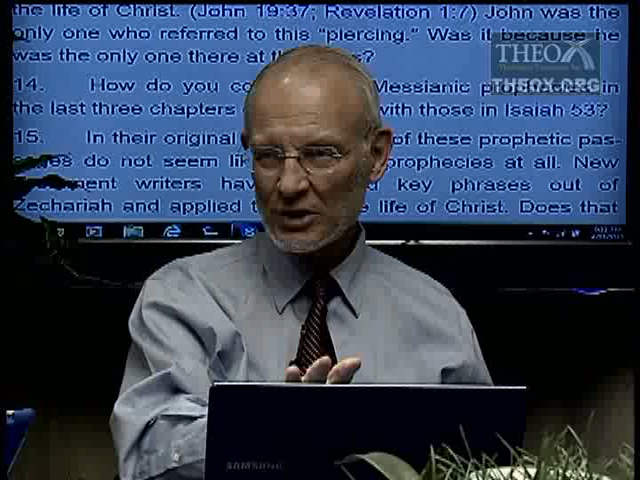 the life of Christ. (John 19:37; Revelation 1:7) John was the
only one who referred to this "piercing." Was it because he
was the only one there at
THEOX
THEOX.ORG
14. How do you Messianic in
the last three chapters with those in Isaiah 53?
15. In their original of these prophetic pas-
do not seem prophecies at all. New
writers key phrases out of
Zechariah and applied life of Christ. Does that
SAMSUNG